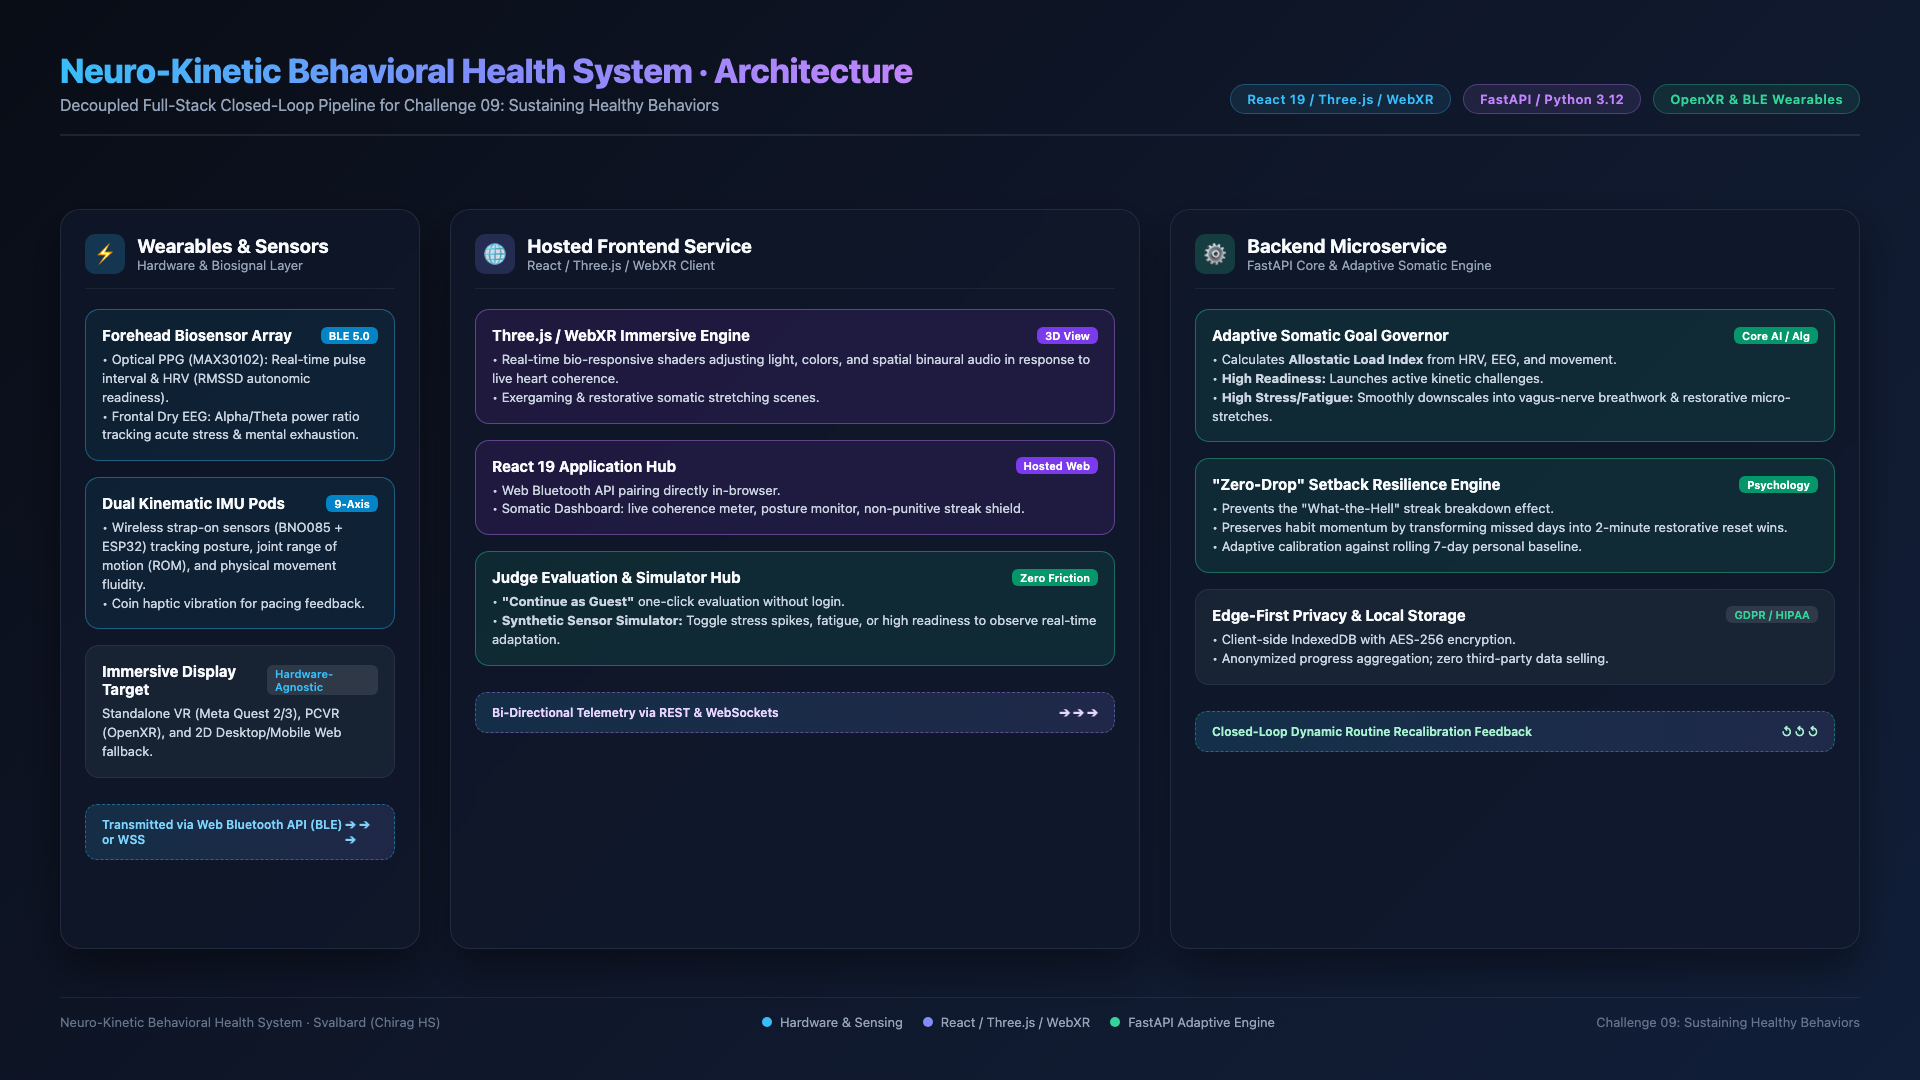 Neuro-Kinetic Behavioral Health System · Architecture
Decoupled Full-Stack Closed-Loop Pipeline for Challenge 09: Sustaining Healthy Behaviors
React 19 / Three.js / WebXR
FastAPI / Python 3.12
OpenXR & BLE Wearables
Wearables & Sensors
Hardware & Biosignal Layer
Forehead Biosensor Array
BLE 5.0
• Optical PPG (MAX30102): Real-time pulse
interval & HRV (RMSSD autonomic
readiness).
• Frontal Dry EEG: Alpha/Theta power ratio
tracking acute stress & mental exhaustion.
Dual Kinematic IMU Pods
9-Axis
• Wireless strap-on sensors (BNO085 +
ESP32) tracking posture, joint range of
motion (ROM), and physical movement
fluidity.
• Coin haptic vibration for pacing feedback.
Immersive Display
Target
Hardware-
Agnostic
Standalone VR (Meta Quest 2/3), PCVR
(OpenXR), and 2D Desktop/Mobile Web
fallback.
Transmitted via Web Bluetooth API (BLE) ➔ ➔
or WSS ➔
Hosted Frontend Service
React / Three.js / WebXR Client
Three.js / WebXR Immersive Engine
3D View
• Real-time bio-responsive shaders adjusting light, colors, and spatial binaural audio in response to
live heart coherence.
• Exergaming & restorative somatic stretching scenes.
React 19 Application Hub
Hosted Web
• Web Bluetooth API pairing directly in-browser.
• Somatic Dashboard: live coherence meter, posture monitor, non-punitive streak shield.
Judge Evaluation & Simulator Hub
Zero Friction
• "Continue as Guest" one-click evaluation without login.
• Synthetic Sensor Simulator: Toggle stress spikes, fatigue, or high readiness to observe real-time
adaptation.
Bi-Directional Telemetry via REST & WebSockets ➔ ➔ ➔
Backend Microservice
FastAPI Core & Adaptive Somatic Engine
Adaptive Somatic Goal Governor
Core AI / Alg
• Calculates Allostatic Load Index from HRV, EEG, and movement.
• High Readiness: Launches active kinetic challenges.
• High Stress/Fatigue: Smoothly downscales into vagus-nerve breathwork & restorative micro-
stretches.
"Zero-Drop" Setback Resilience Engine
Psychology
• Prevents the "What-the-Hell" streak breakdown effect.
• Preserves habit momentum by transforming missed days into 2-minute restorative reset wins.
• Adaptive calibration against rolling 7-day personal baseline.
Edge-First Privacy & Local Storage
GDPR / HIPAA
• Client-side IndexedDB with AES-256 encryption.
• Anonymized progress aggregation; zero third-party data selling.
Closed-Loop Dynamic Routine Recalibration Feedback ↺ ↺ ↺
Neuro-Kinetic Behavioral Health System · Svalbard (Chirag HS)
Hardware & Sensing
React / Three.js / WebXR
FastAPI Adaptive Engine
Challenge 09: Sustaining Healthy Behaviors